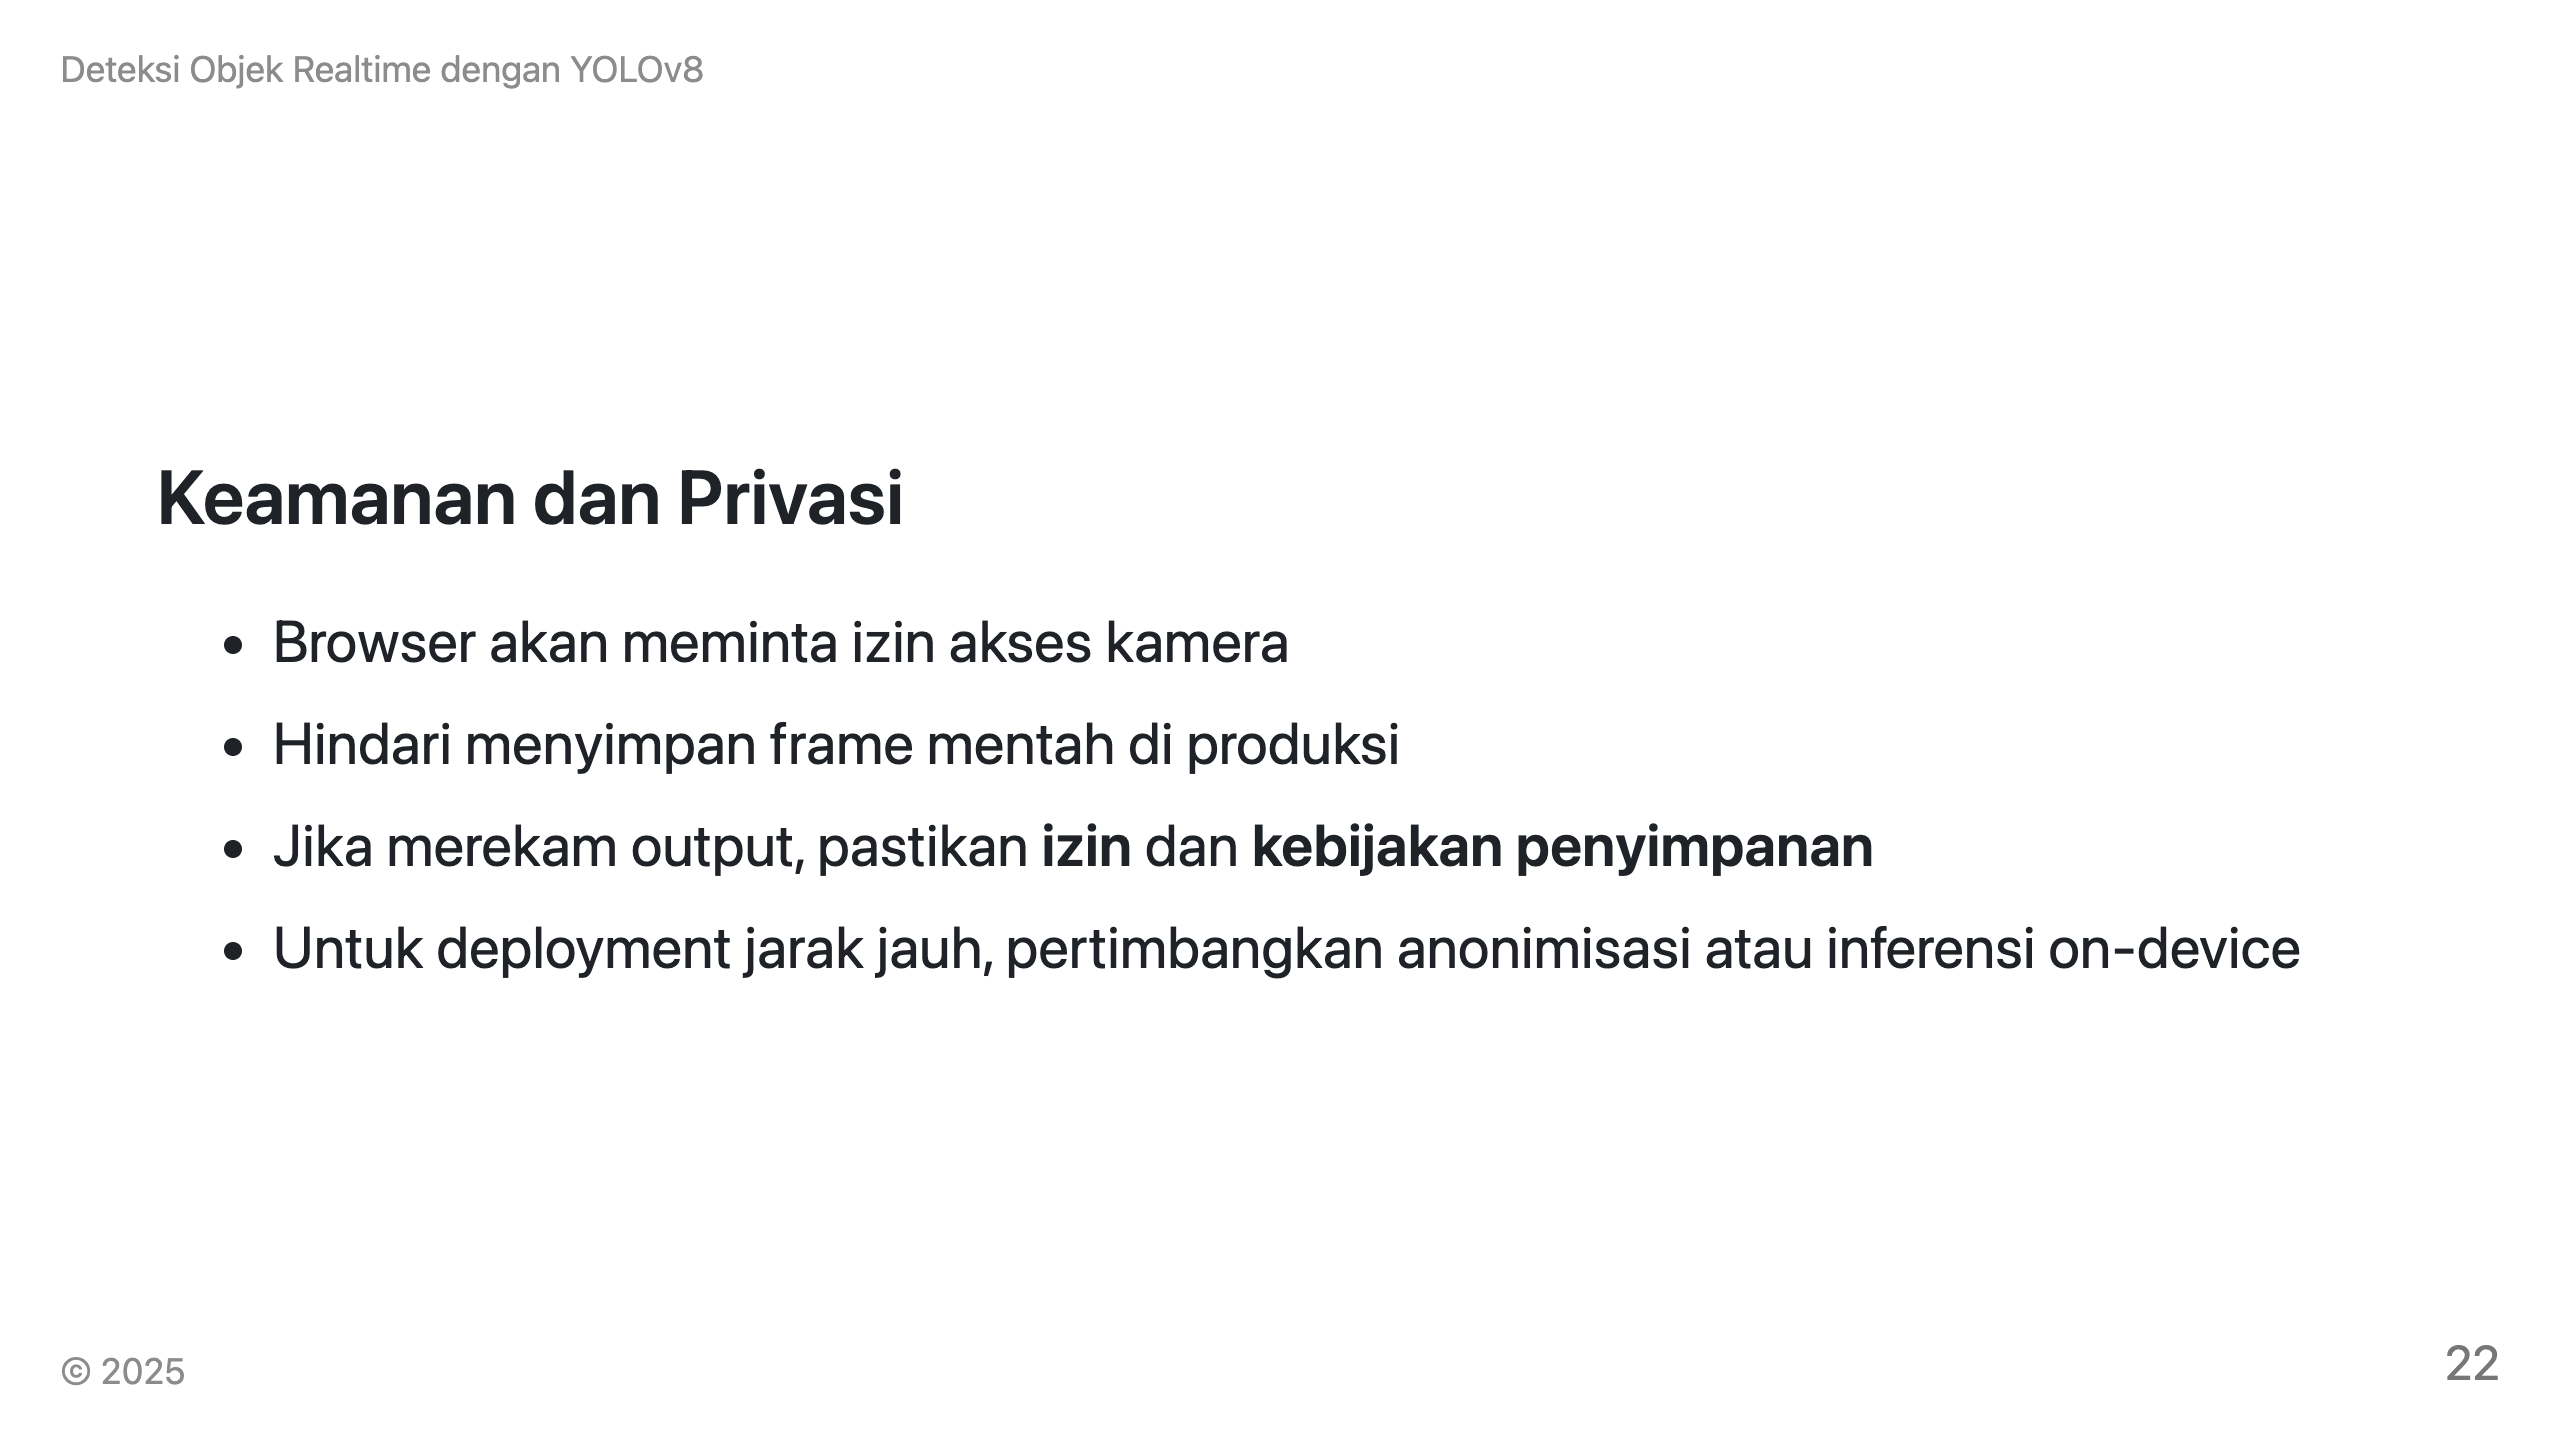 Deteksi Objek Realtime dengan YOLOv8
Keamanan dan Privasi
• Browser akan meminta izin akses kamera
• Hindari menyimpan frame mentah di produksi
• Jika merekam output, pastikan izin dan kebijakan penyimpanan
• Untuk deployment jarak jauh, pertimbangkan anonimisasi atau inferensi on-device
© 2025
22